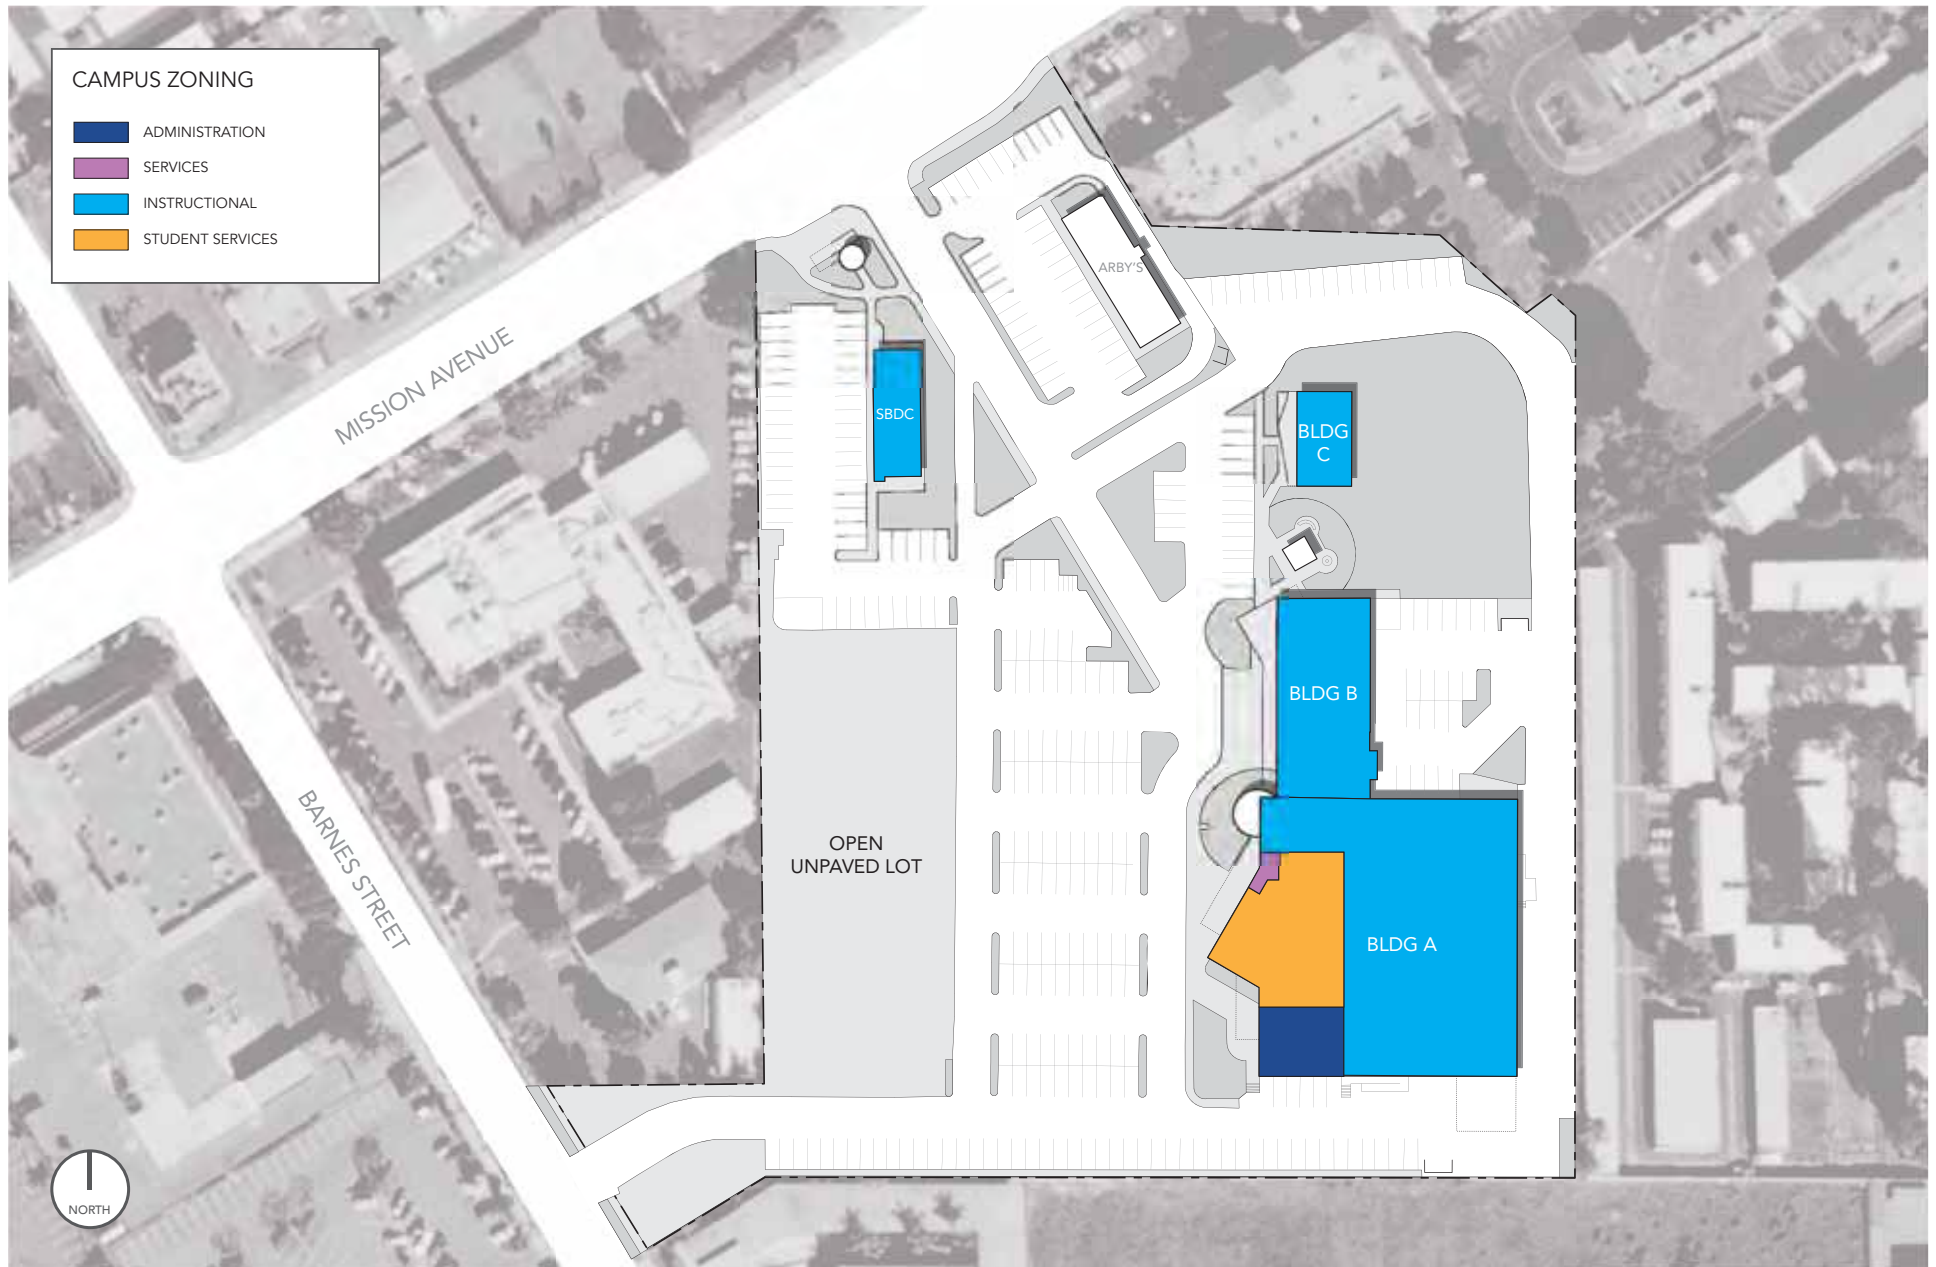 CAMPUS ZONING
ADMINISTRATION
SERVICES
INSTRUCTIONAL
STUDENT SERVICES
MISSION AVENUE
ARBY'S
SBDC
BLDG
C
BLDG B
BARNES STREET
OPEN
UNPAVED LOT
BLDG A
NORTH